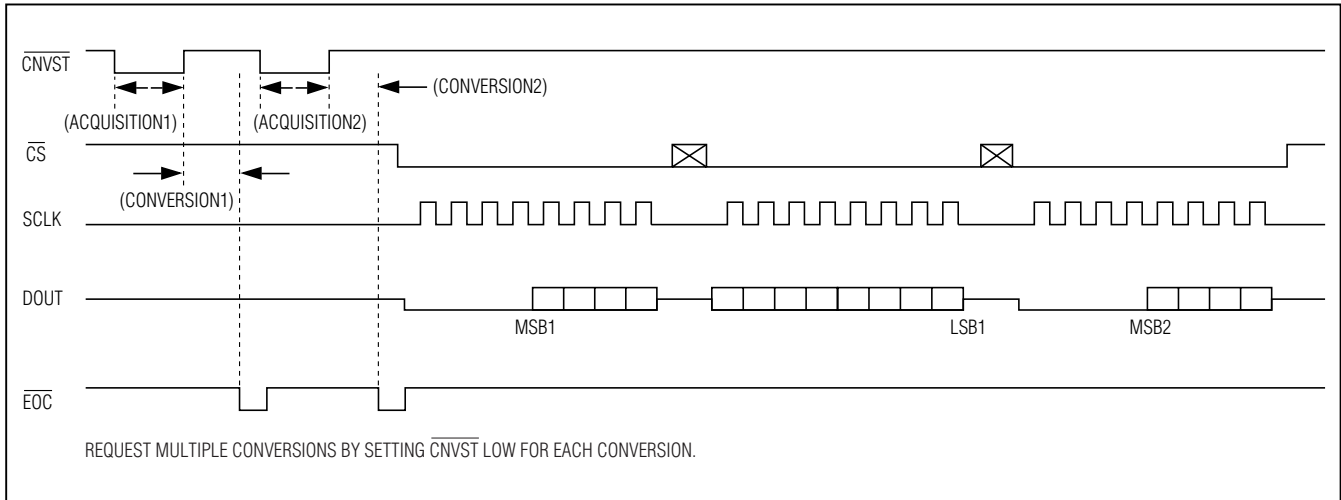 CNVST
(CONVERSION2)
(ACQUISITION1) (ACQUISITION2)
CS
(CONVERSION1)
SCLK
DOUT
MSB1 LSB1 MSB2
EOC
REQUEST MULTIPLE CONVERSIONS BY SETTING CNVST LOW FOR EACH CONVERSION.